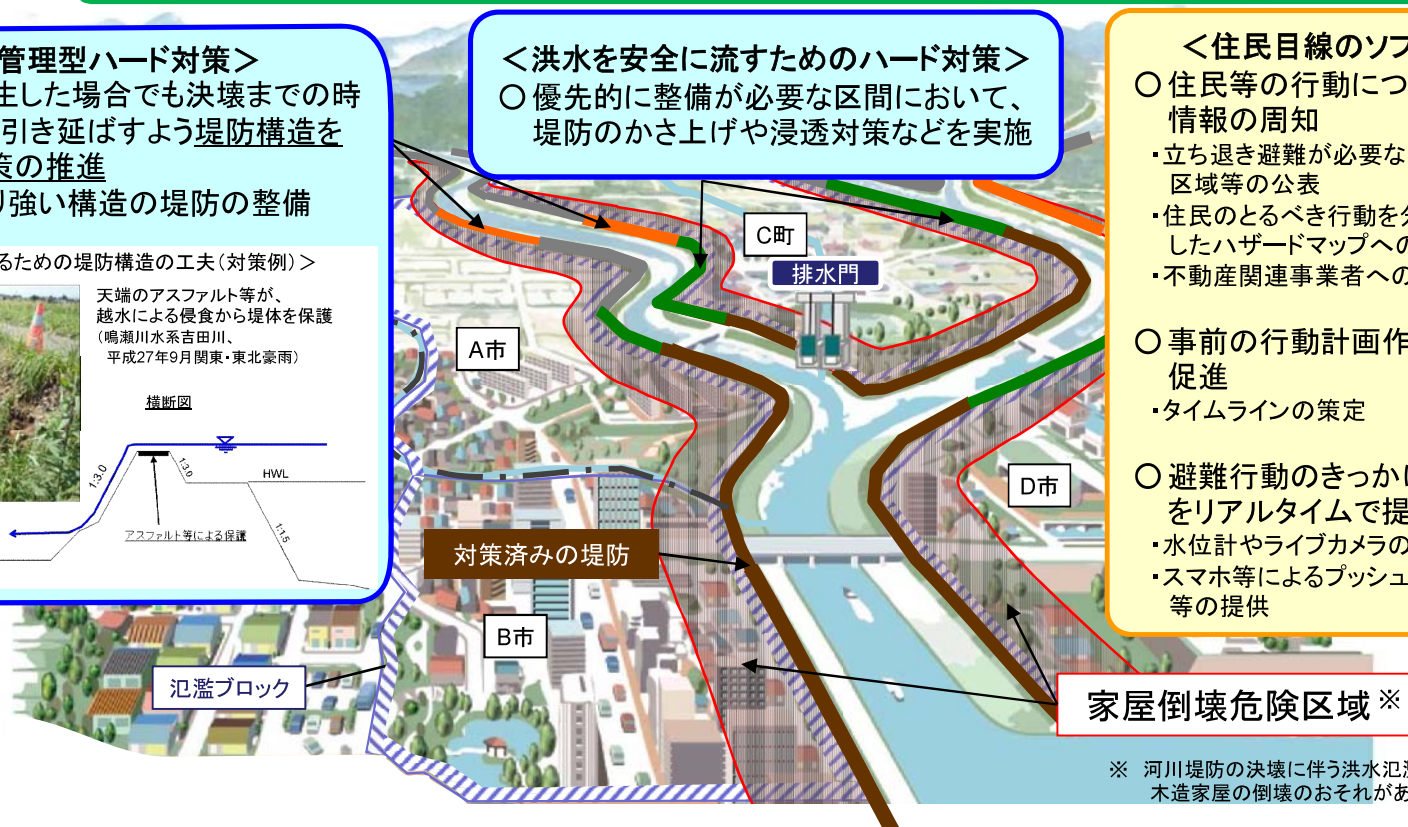 管理型ハード対策＞
生した場合でも決壊までの時
引き延ばすよう堤防構造を
策の推進
り強い構造の堤防の整備
るための堤防構造の工夫(対策例)＞
天端のアスファルト等が、
越水による侵食から堤体を保護
(鳴瀬川水系吉田川、
平成27年9月関東・東北豪雨)
横断図
1:3.0
1:3.0
HWL
1:1.5
アスファルト等による保護
＜洪水を安全に流すためのハード対策＞
○優先的に整備が必要な区間において、
堤防のかさ上げや浸透対策などを実施
＜住民目線のソフ
○住民等の行動につ
情報の周知
・立ち退き避難が必要な
区域等の公表
・住民のとるべき行動を分
したハザードマップへの
・不動産関連事業者への
○事前の行動計画作
促進
・タイムラインの策定
○避難行動のきっかけ
をリアルタイムで提
・水位計やライブカメラの
・スマホ等によるプッシュ
等の提供
C町
排水門
A市
D市
対策済みの堤防
B市
氾濫ブロック
家屋倒壊危険区域※
※ 河川堤防の決壊に伴う洪水氾濫
木造家屋の倒壊のおそれがあ